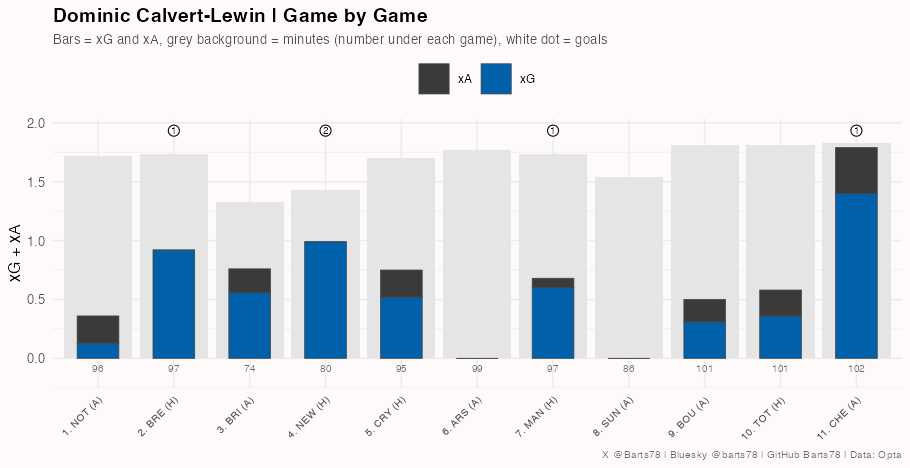 Dominic Calvert-Lewin | Game by Game
Bars = xG and xA, grey background = minutes (number under each game), white dot = goals
xA
xG
xG + xA
2.0
1.5
1.0
0.5
0.0
1
2
1
1
96
97
74
80
95
99
97
86
101
101
102
1. NOT (A)
2. BRE (H)
3. BRI (A)
4. NEW (H)
5. CRY (H)
6. ARS (A)
7. MAN (H)
8. SUN (A)
9. BOU (A)
10. TOT (H)
11. CHE (A)
X @Barts78 | Bluesky @barts78 | GitHub Barts78 | Data: Opta